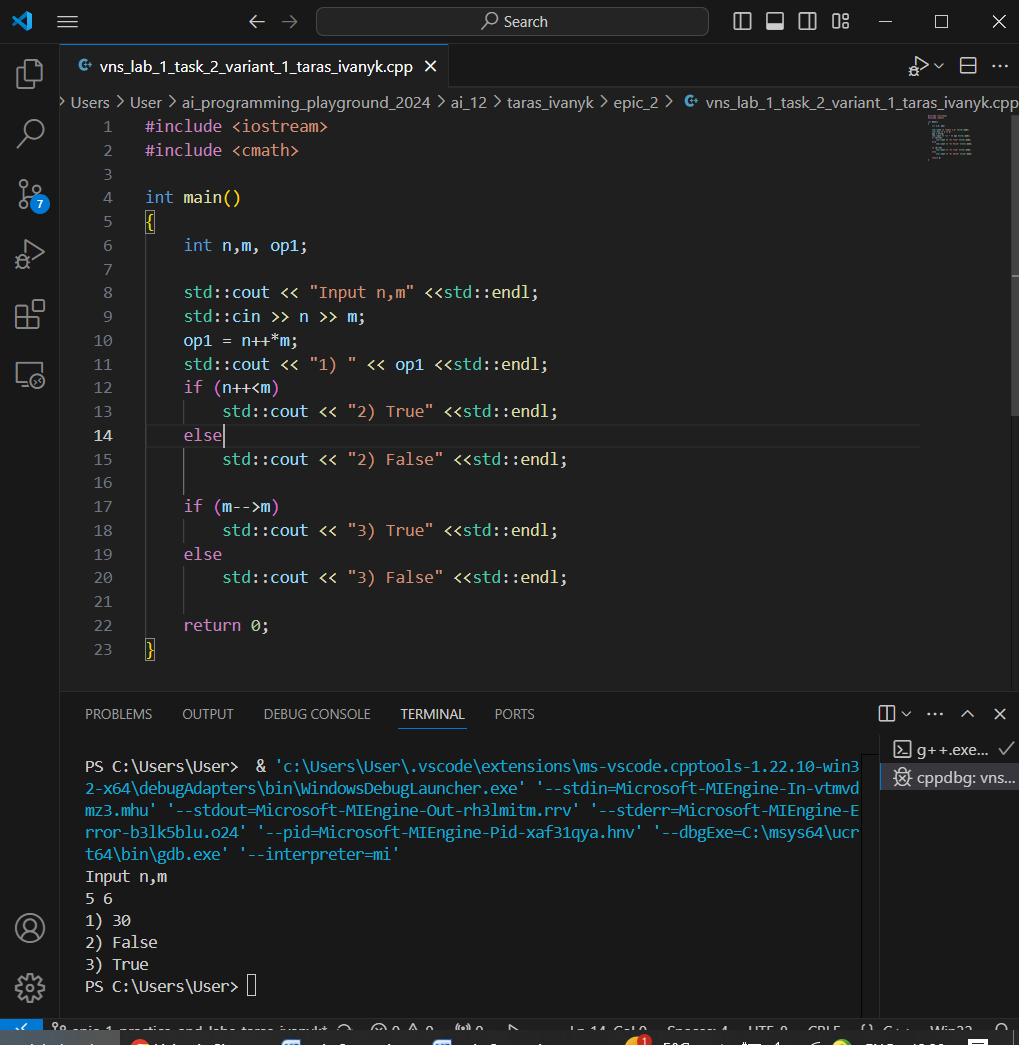 Search
vns_lab_1_task_2_variant_1_taras_ivanyk.cpp
Users > User > ai_programming_playground_2024 > ai_12 > taras_ivanyk > epic_2 > vns_lab_1_task_2_variant_1_taras_ivanyk.cpp
1 #include <iostream>
2 #include <cmath>
3
4 int main()
5 {
6 int n,m, op1;
7
8 std::cout << "Input n,m" <<std::endl;
9 std::cin >> n >> m;
10 op1 = n++*m;
11 std::cout << "1) " << op1 <<std::endl;
12 if (n++<m)
13 std::cout << "2) True" <<std::endl;
14 else
15 std::cout << "2) False" <<std::endl;
16
17 if (m-->m)
18 std::cout << "3) True" <<std::endl;
19 else
20 std::cout << "3) False" <<std::endl;
21
22 return 0;
23 }
7
PROBLEMS OUTPUT DEBUG CONSOLE TERMINAL PORTS
g++.exe...
cppdbg: vns...
PS C:\Users\User>  & 'c:\Users\User\.vscode\extensions\ms-vscode.cpptools-1.22.10-win3
2-x64\debugAdapters\bin\WindowsDebugLauncher.exe' '--stdin=Microsoft-MIEngine-In-vtmvd
mz3.mhu' '--stdout=Microsoft-MIEngine-Out-rh3lmitm.rrv' '--stderr=Microsoft-MIEngine-E
rror-b3lk5blu.o24' '--pid=Microsoft-MIEngine-Pid-xaf31qya.hnv' '--dbgExe=C:\msys64\ucr
t64\bin\gdb.exe' '--interpreter=mi'
Input n,m
5 6
1) 30
2) False
3) True
PS C:\Users\User>